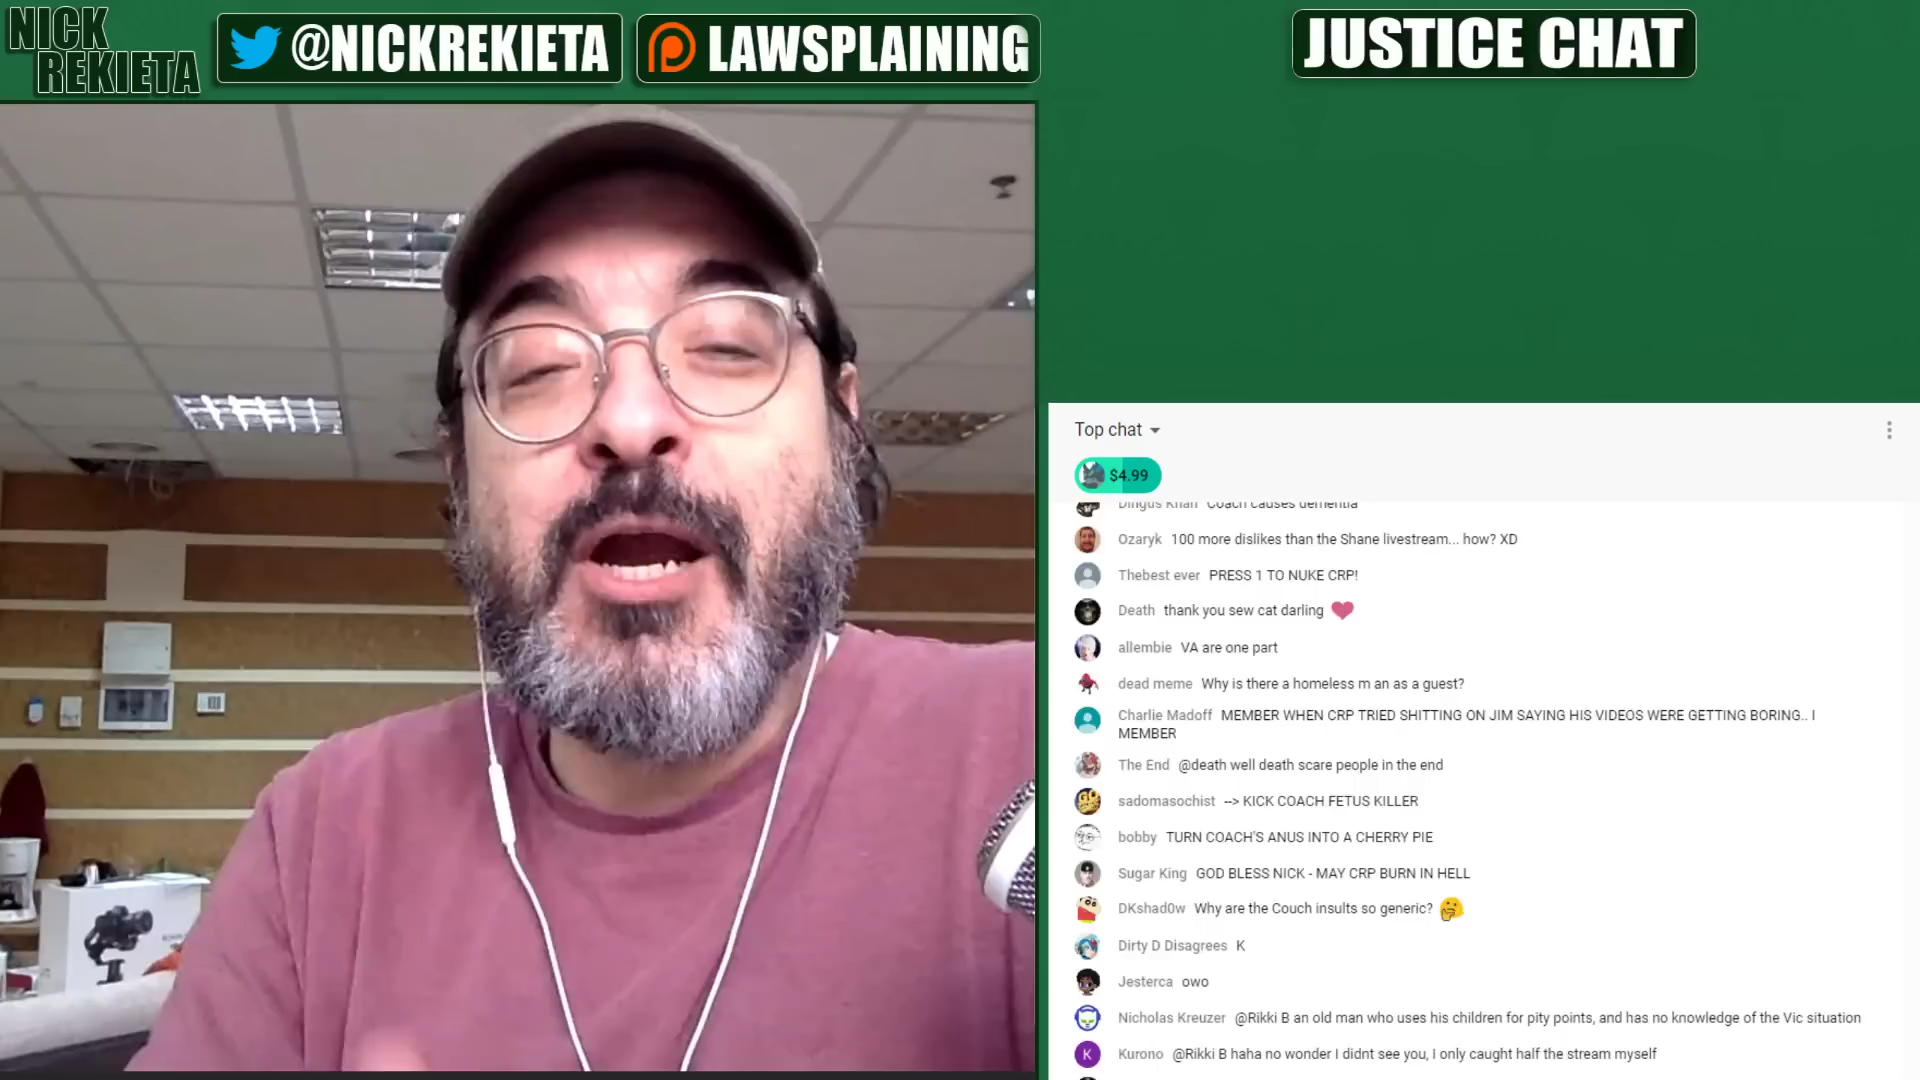 NICK
REKIETA
@NICKREKIETA
LAWSPLAINING
JUSTICE CHAT
Top chat
$4.99
Dingus Khan Coach causes dementia
Ozaryk 100 more dislikes than the Shane livestream... how? XD
Thebest ever PRESS 1 TO NUKE CRP!
Death thank you sew cat darling
allembie VA are one part
dead meme Why is there a homeless m an as a guest?
Charlie Madoff MEMBER WHEN CRP TRIED SHITTING ON JIM SAYING HIS VIDEOS WERE GETTING BORING.. I
MEMBER
The End @death well death scare people in the end
sadomasochist --> KICK COACH FETUS KILLER
bobby TURN COACH'S ANUS INTO A CHERRY PIE
Sugar King GOD BLESS NICK - MAY CRP BURN IN HELL
DKshad0w Why are the Couch insults so generic?
Dirty D Disagrees K
Jesterca owo
Nicholas Kreuzer @Rikki B an old man who uses his children for pity points, and has no knowledge of the Vic situation
K
Kurono @Rikki B haha no wonder I didnt see you, I only caught half the stream myself